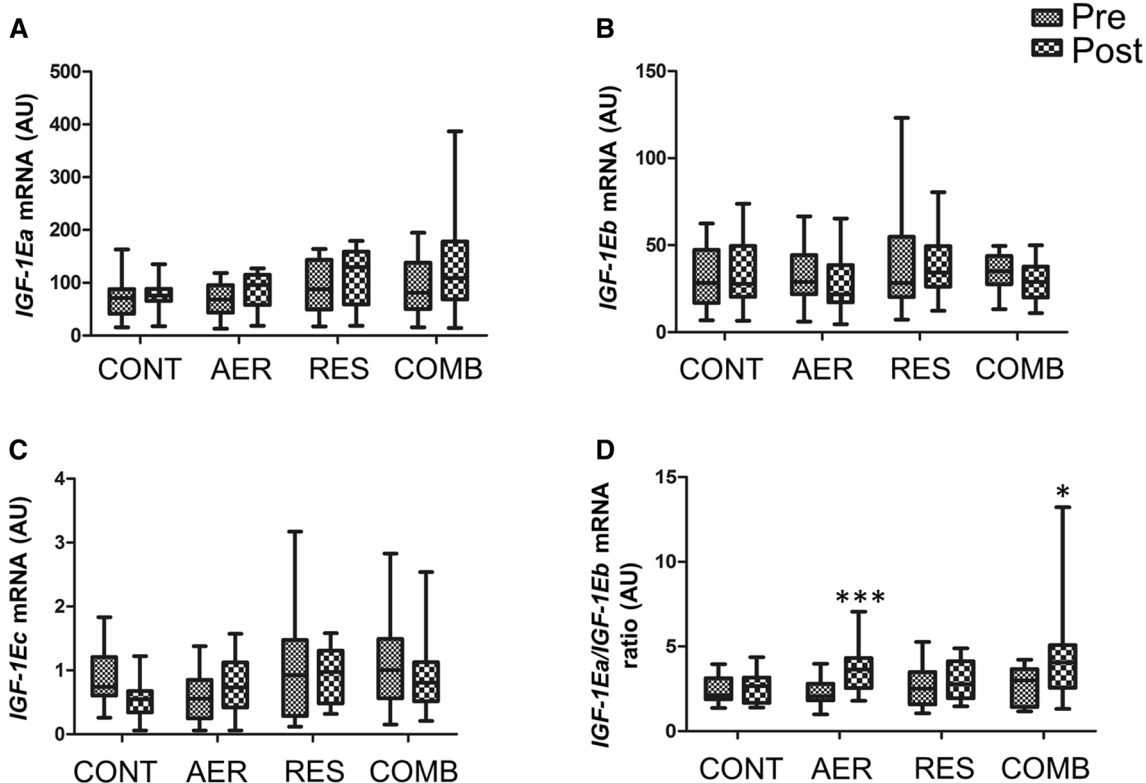 A
IGF-1Ea mRNA (AU)
500
400
300
200
100
0
CONT AER RES COMB
B
Pre
Post
IGF-1Eb mRNA (AU)
150
100
50
0
CONT AER RES COMB
C
IGF-1Ec mRNA (AU)
4
3
2
1
0
CONT AER RES COMB
D
IGF-1Ea/IGF-1Eb mRNA
ratio (AU)
15
10
5
0
***
*
CONT AER RES COMB